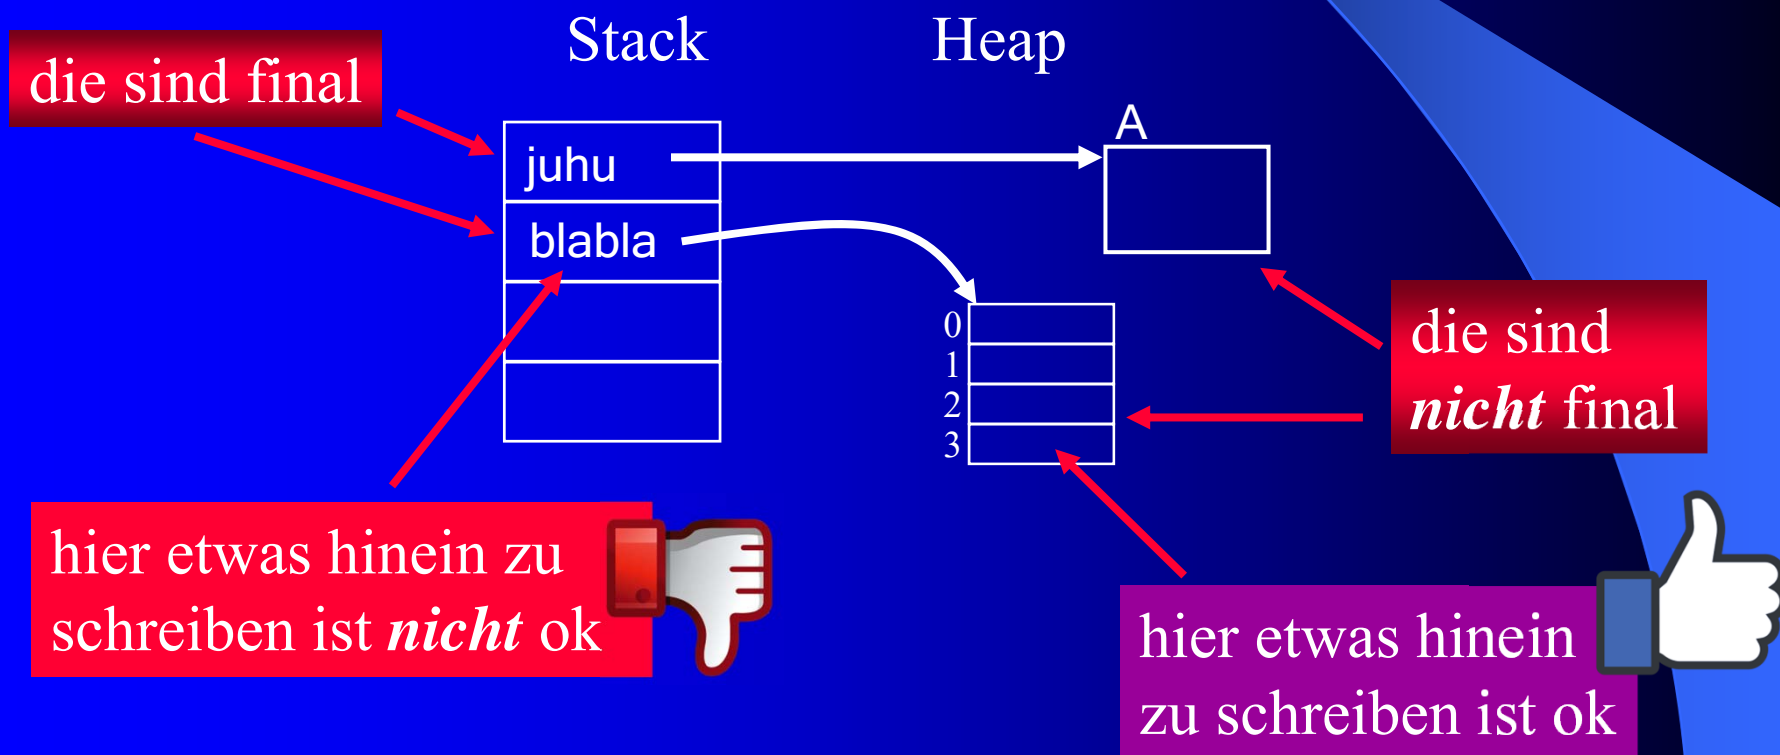 Stack
Heap
die sind final
A
juhu
blabla
0
1
2
3
die sind
nicht final
hier etwas hinein zu
schreiben ist nicht ok
hier etwas hinein
zu schreiben ist ok